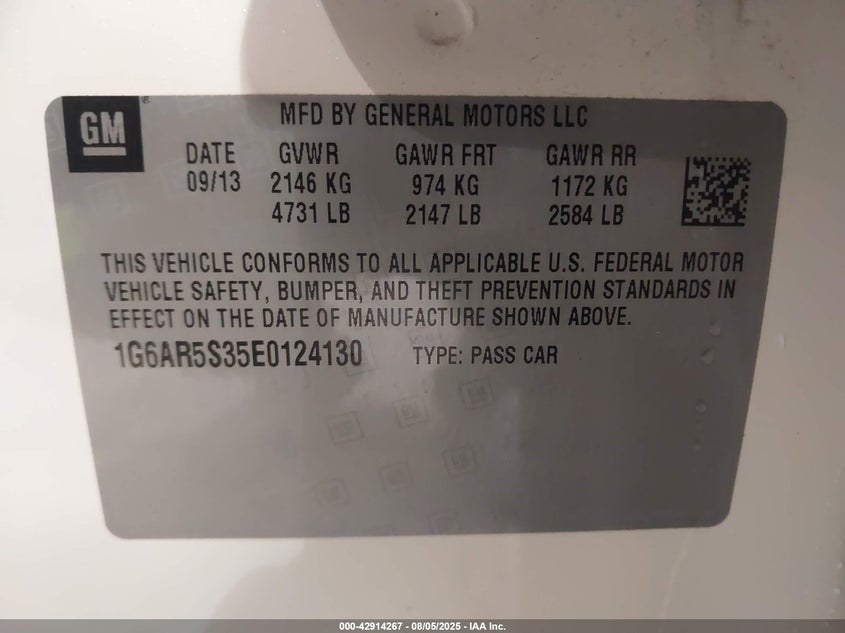 GM
MFD BY GENERAL MOTORS LLC
DATE GVWR GAWR FRT GAWR RR
09/13 2146 KG 974 KG 1172 KG
4731 LB 2147 LB 2584 LB
THIS VEHICLE CONFORMS TO ALL APPLICABLE U.S. FEDERAL MOTOR
VEHICLE SAFETY, BUMPER, AND THEFT PREVENTION STANDARDS IN
EFFECT ON THE DATE OF MANUFACTURE SHOWN ABOVE.
1G6AR5S35E0124130 TYPE: PASS CAR
000-42914267 - 08/05/2025 - IAA Inc.